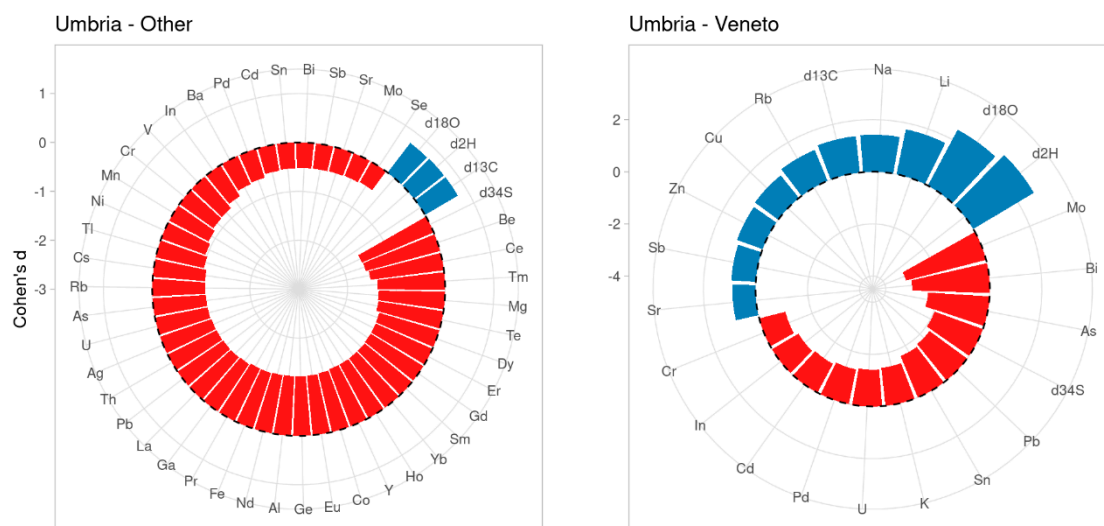 Umbria - Other
Cohen's d
1
0
-1
-2
-3
Bi
Sb
Sr
Mo
Se
d18O
d2H
d13C
d34S
Be
Ce
Tm
Mg
Te
Dy
Er
Gd
Sm
Yb
Ho
Y
Co
Eu
Ge
Al
Nd
Fe
Pr
Ga
La
Pb
Th
Ag
U
As
Rb
Cs
Tl
Ni
Mn
Cr
V
In
Ba
Pd
Cd
Sn
Umbria - Veneto
2
0
-2
-4
Na
Li
d18O
d2H
Mo
Bi
As
d34S
Pb
Sn
K
U
Pd
Cd
In
Cr
Sr
Sb
Zn
Cu
Rb
d13C